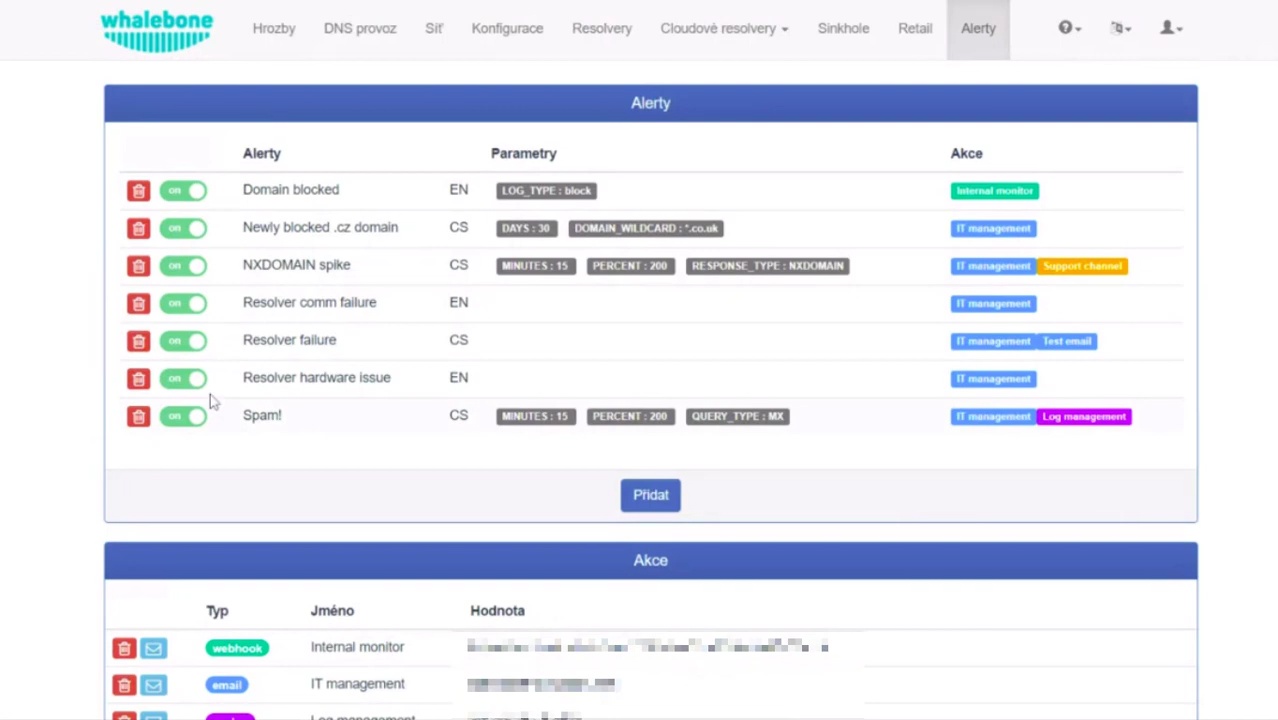 whalebone
Hrozby DNS provoz Síť Konfigurace Resolvery Cloudové resolvery Sinkhole Retail Alerty
Alerty
Alerty Parametry Akce
on Domain blocked EN LOG_TYPE : block Internal monitor
on Newly blocked .cz domain CS DAYS : 30 DOMAIN_WILDCARD : *.co.uk IT management
on NXDOMAIN spike CS MINUTES : 15 PERCENT : 200 RESPONSE_TYPE : NXDOMAIN IT management Support channel
on Resolver comm failure EN IT management
on Resolver failure CS IT management Test email
on Resolver hardware issue EN IT management
on Spam! CS MINUTES : 15 PERCENT : 200 QUERY_TYPE : MX IT management Log management
Přidat
Akce
Typ Jméno Hodnota
webhook Internal monitor
email IT management
Log management